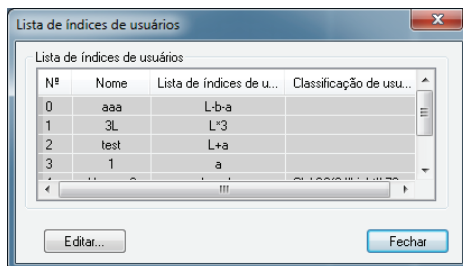 Lista de índices de usuários
Lista de índices de usuários
Nº Nome Lista de índices de u... Classificação de usu...
0 aaa L-b-a
1 3L L*3
2 test L+a
3 1 a
Editar... Fechar